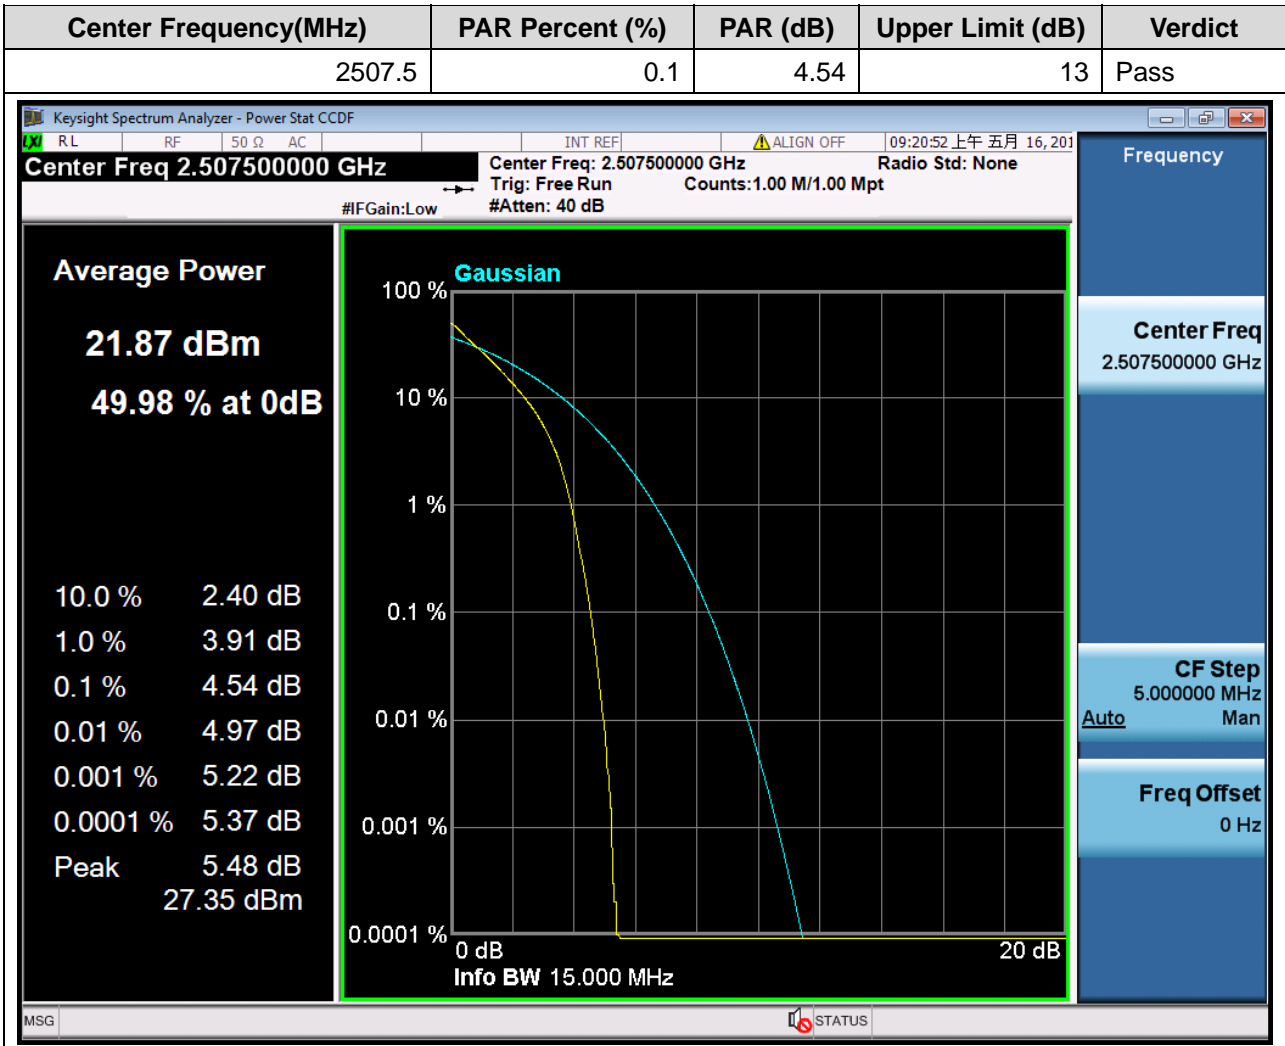 Center Frequency(MHz) PAR Percent (%) PAR (dB) Upper Limit (dB) Verdict
2507.5 0.1 4.54 13 Pass
Keysight Spectrum Analyzer - Power Stat CCDF
LXI RL RF 50 Ω AC INT REF ALIGN OFF 09:20:52 上午 五月 16, 201
Center Freq 2.507500000 GHz
Center Freq: 2.507500000 GHz Radio Std: None
Trig: Free Run Counts:1.00 M/1.00 Mpt
#IFGain:Low #Atten: 40 dB
Average Power
21.87 dBm
49.98 % at 0dB
10.0 % 2.40 dB
1.0 % 3.91 dB
0.1 % 4.54 dB
0.01 % 4.97 dB
0.001 % 5.22 dB
0.0001 % 5.37 dB
Peak 5.48 dB
27.35 dBm
Gaussian
100 %
10 %
1 %
0.1 %
0.01 %
0.001 %
0.0001 %
0 dB 20 dB
Info BW 15.000 MHz
Frequency
Center Freq
2.507500000 GHz
CF Step
5.000000 MHz
Auto Man
Freq Offset
0 Hz
MSG STATUS